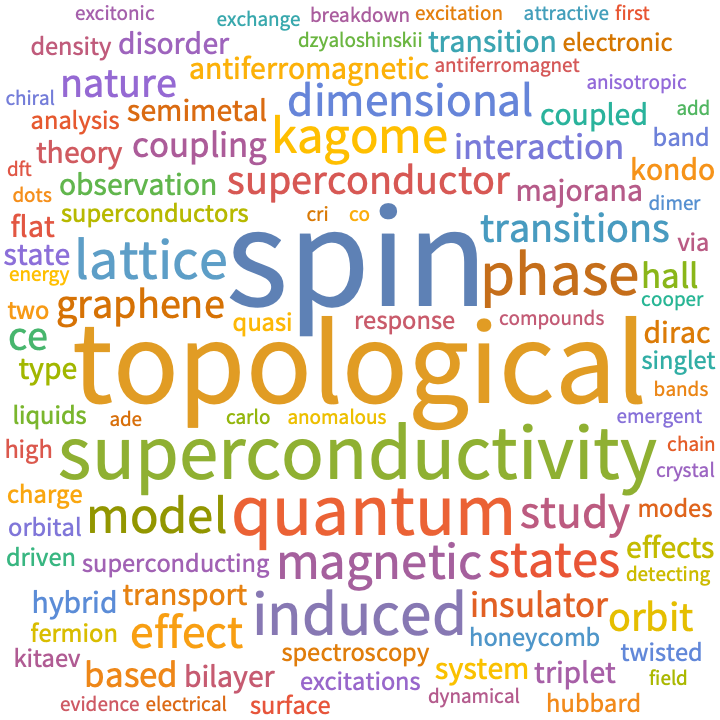 excitonic exchange breakdown excitation attractive first
density disorder dzyaloshinskii transition electronic
nature antiferromagnetic antiferromagnet anisotropic
chiral semimetal dimensional coupled add
analysis coupling kagome interaction band
theory superconductor majorana kondo
dft observation dimer
dots superconductors cri co transitions
flat spin via
state lattice phase hall
energy graphene cooper
two quasi response compounds dirac
ce topological singlet
type bands
liquids ade carlo anomalous emergent
high superconductivity chain
crystal
charge model quantum study modes
orbital effects
driven superconducting magnetic states detecting
hybrid transport induced insulator orbit
fermion effect honeycomb
kitaev spectroscopy system twisted
based bilayer excitations triplet field
evidence electrical surface dynamical hubbard